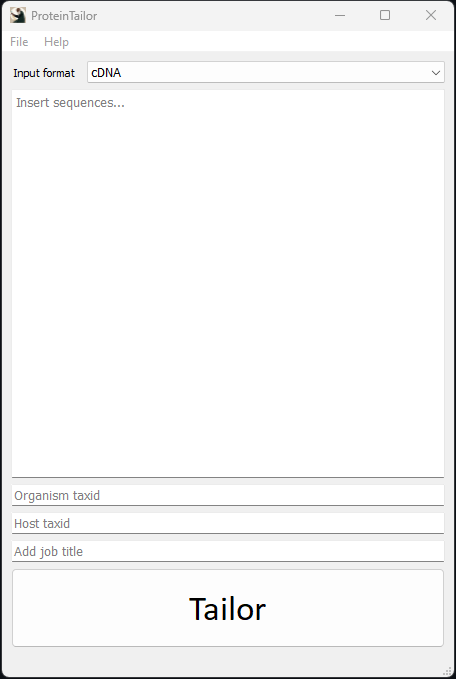 ProteinTailor
File Help
Input format cDNA
Insert sequences...
Organism taxid
Host taxid
Add job title
Tailor